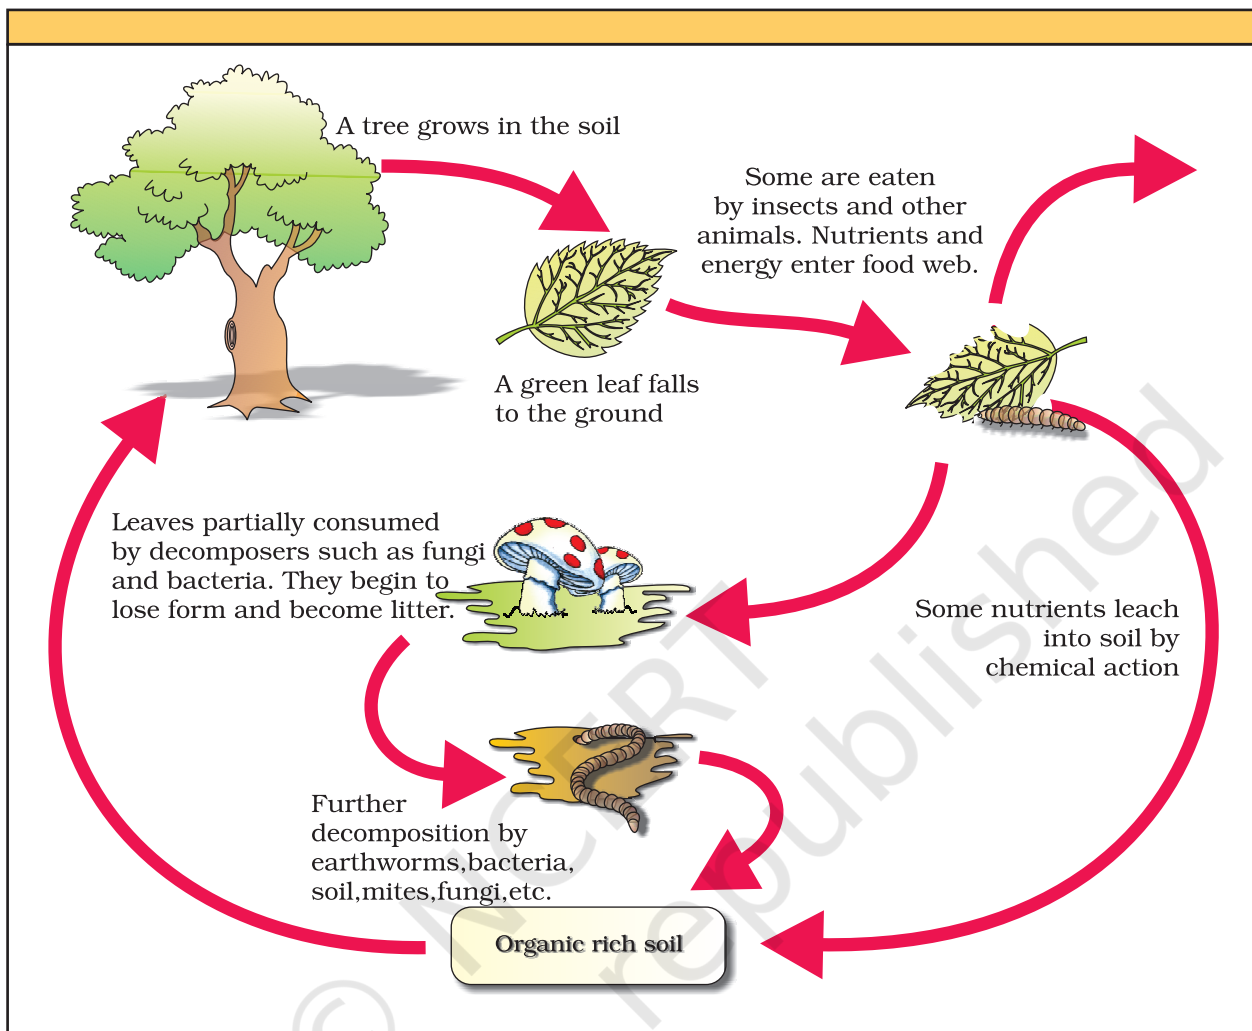 A tree grows in the soil
Some are eaten
by insects and other
animals. Nutrients and
energy enter food web.
A green leaf falls
to the ground
Leaves partially consumed
by decomposers such as fungi
and bacteria. They begin to
lose form and become litter.
Some nutrients leach
into soil by
chemical action
Further
decomposition by
earthworms,bacteria,
soil,mites,fungi,etc.
Organic rich soil
© NCERT
republished